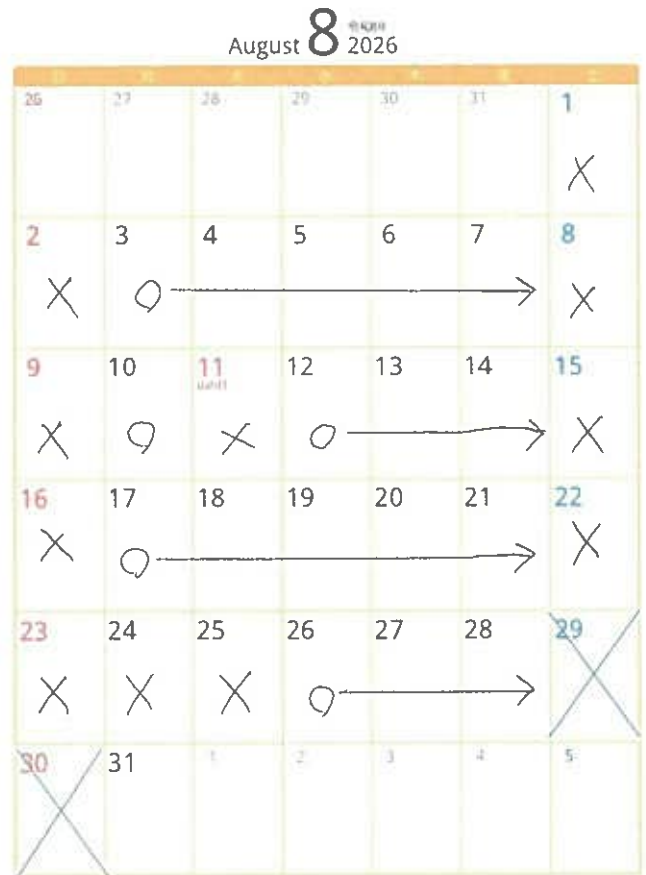 August 8 2026
26 27 28 29 30 31 1
X
2 3 4 5 6 7 8
X O → X
9 10 11 12 13 14 15
X O X O → X
16 17 18 19 20 21 22
X O → X
23 24 25 26 27 28 29
X X X O → X
30 31 1 2 3 4 5
X